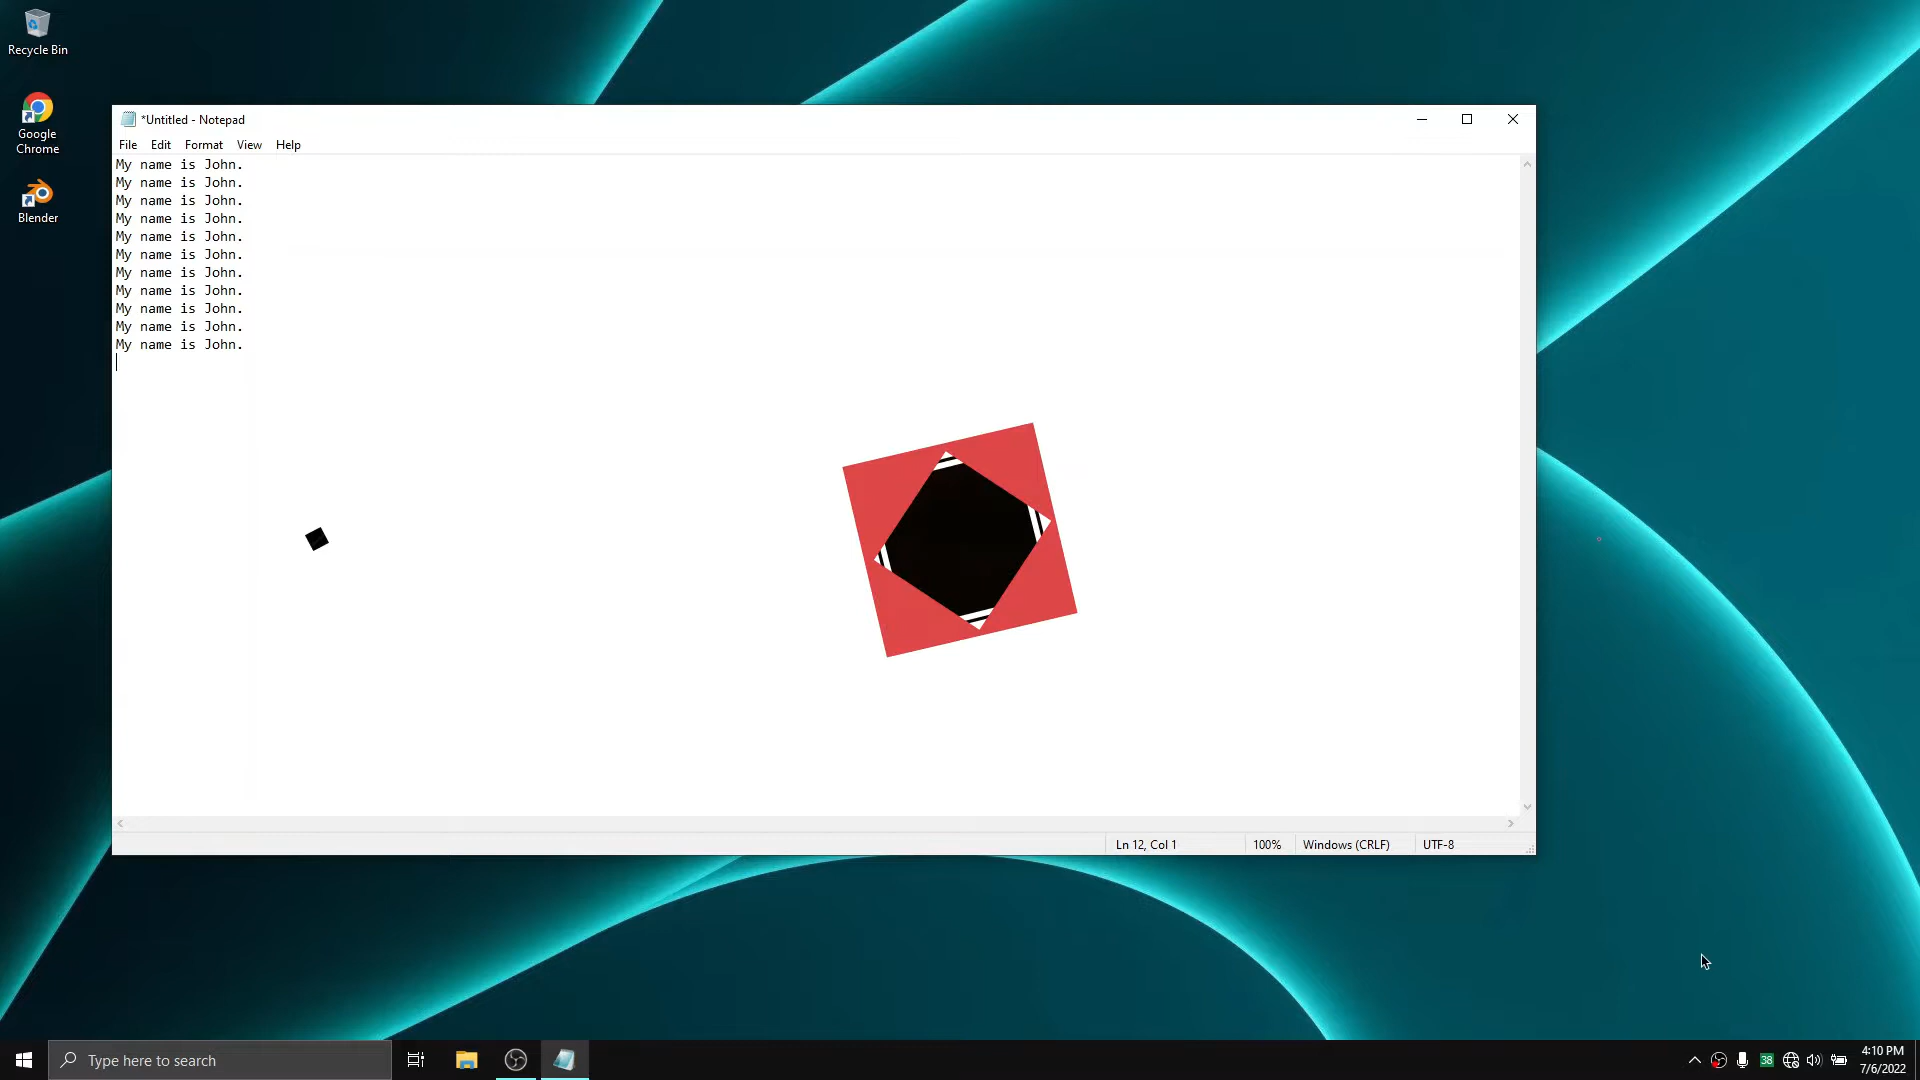 Recycle Bin
Google
Chrome
Blender
*Untitled - Notepad
File Edit Format View Help
My name is John.
My name is John.
My name is John.
My name is John.
My name is John.
My name is John.
My name is John.
My name is John.
My name is John.
My name is John.
My name is John.
Ln 12, Col 1 100% Windows (CRLF) UTF-8
Type here to search
38
4:10 PM
7/6/2022